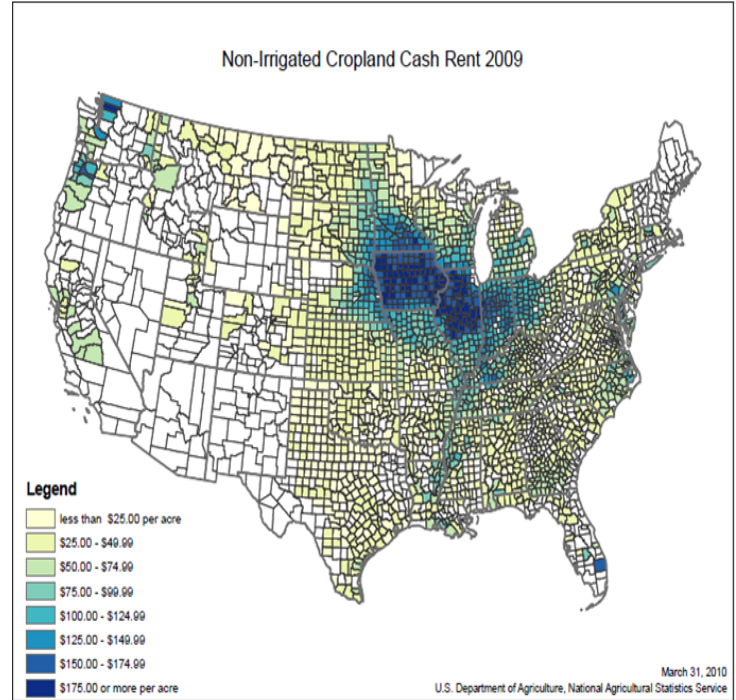 Non-Irrigated Cropland Cash Rent 2009
Legend
less than $25.00 per acre
$25.00 - $49.99
$50.00 - $74.99
$75.00 - $99.99
$100.00 - $124.99
$125.00 - $149.99
$150.00 - $174.99
$175.00 or more per acre
March 31, 2010
U.S. Department of Agriculture, National Agricultural Statistics Service